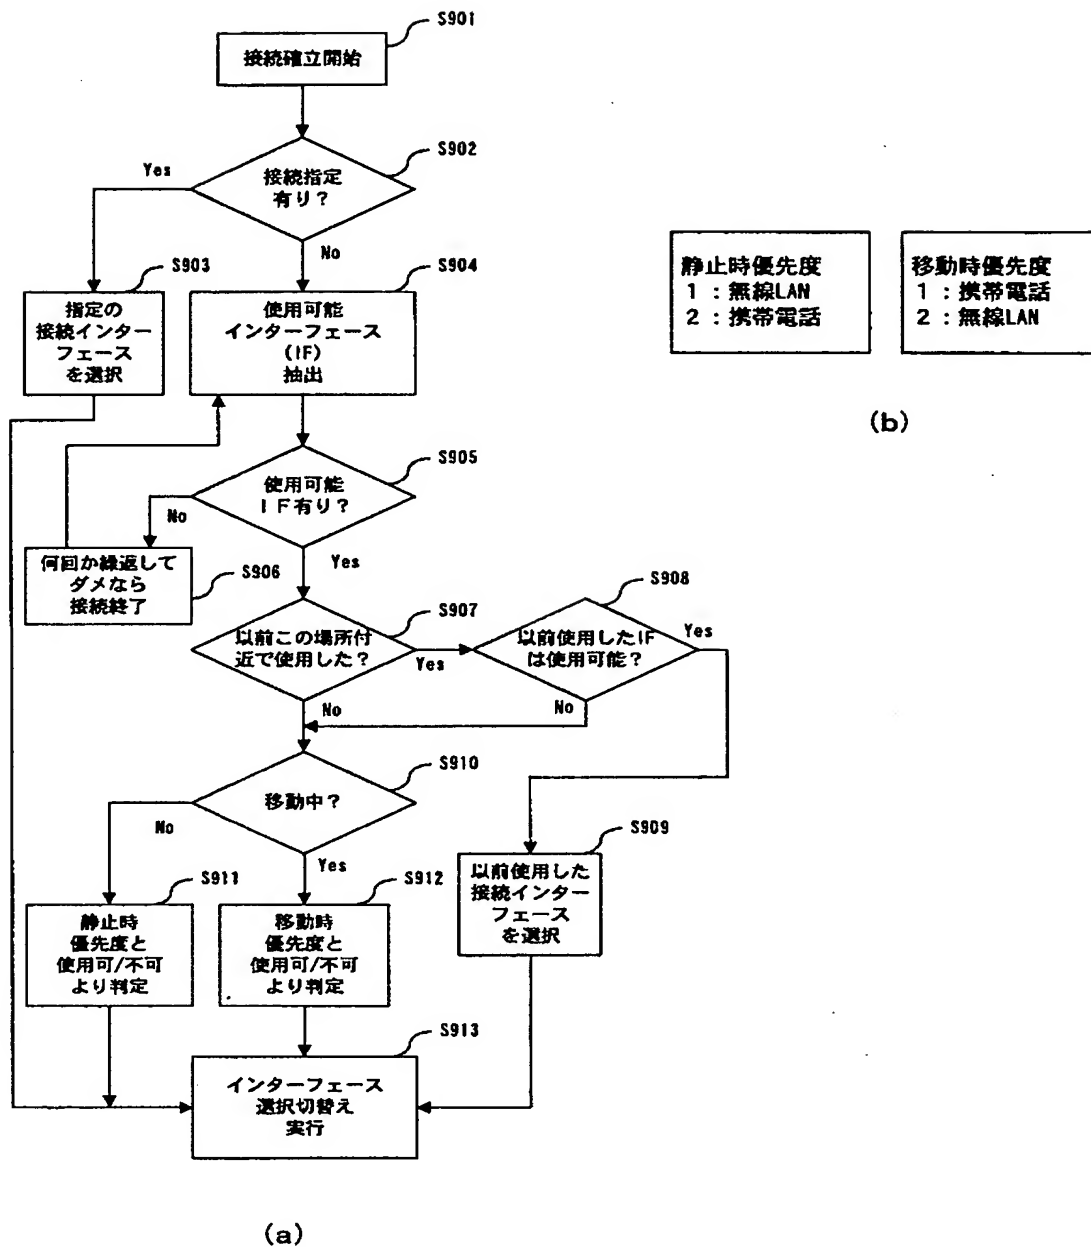 S901
接続確立開始
S902
Yes
接続指定
有り？
No
S903
S904
指定の
接続インター
フェース
を選択
使用可能
インターフェース
(IF)
抽出
静止時優先度
1：無線LAN
2：携帯電話
移動時優先度
1：携帯電話
2：無線LAN
(b)
S905
使用可能
IF有り？
No
Yes
何回か繰返して
ダメなら
接続終了
S906
S907
S908
以前この場所付
近で使用した？
Yes
以前使用したIF
は使用可能？
Yes
No
No
S910
移動中？
No
Yes
S909
以前使用した
接続インター
フェース
を選択
S911
S912
静止時
優先度と
使用可/不可
より判定
移動時
優先度と
使用可/不可
より判定
S913
インターフェース
選択切替え
実行
(a)